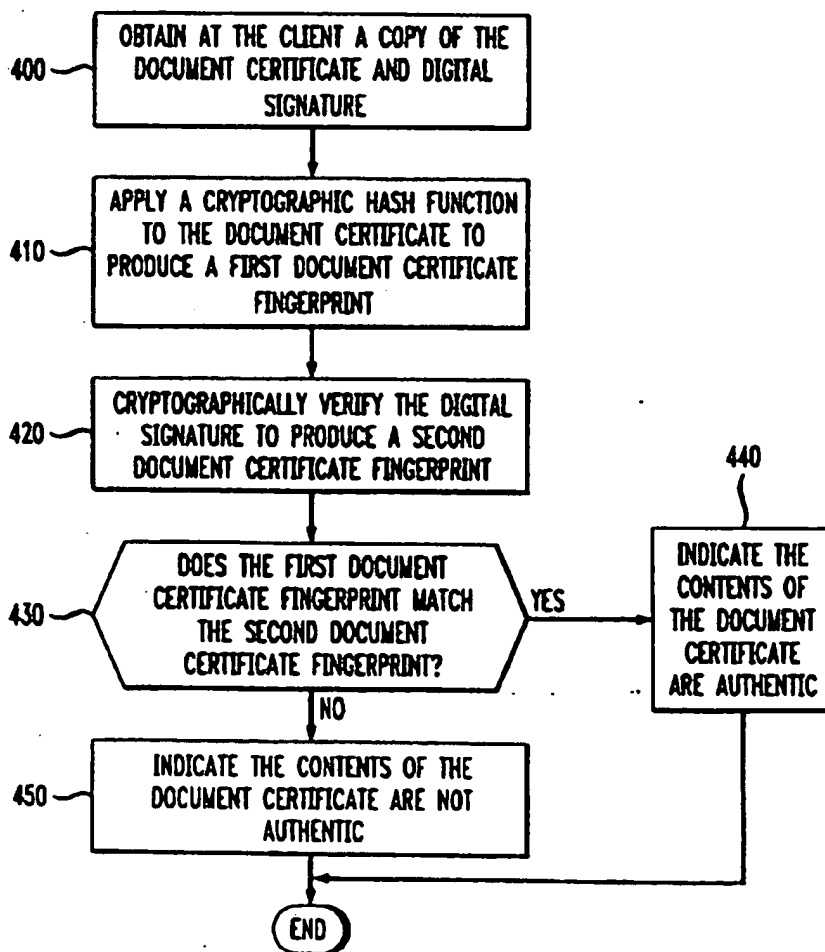 400
OBTAIN AT THE CLIENT A COPY OF THE
DOCUMENT CERTIFICATE AND DIGITAL
SIGNATURE
410
APPLY A CRYPTOGRAPHIC HASH FUNCTION
TO THE DOCUMENT CERTIFICATE TO
PRODUCE A FIRST DOCUMENT CERTIFICATE
FINGERPRINT
420
CRYPTOGRAPHICALLY VERIFY THE DIGITAL
SIGNATURE TO PRODUCE A SECOND
DOCUMENT CERTIFICATE FINGERPRINT
430
DOES THE FIRST DOCUMENT
CERTIFICATE FINGERPRINT MATCH
THE SECOND DOCUMENT
CERTIFICATE FINGERPRINT?
YES
440
INDICATE THE
CONTENTS OF
THE DOCUMENT
CERTIFICATE
ARE AUTHENTIC
NO
450
INDICATE THE CONTENTS OF THE
DOCUMENT CERTIFICATE ARE NOT
AUTHENTIC
END